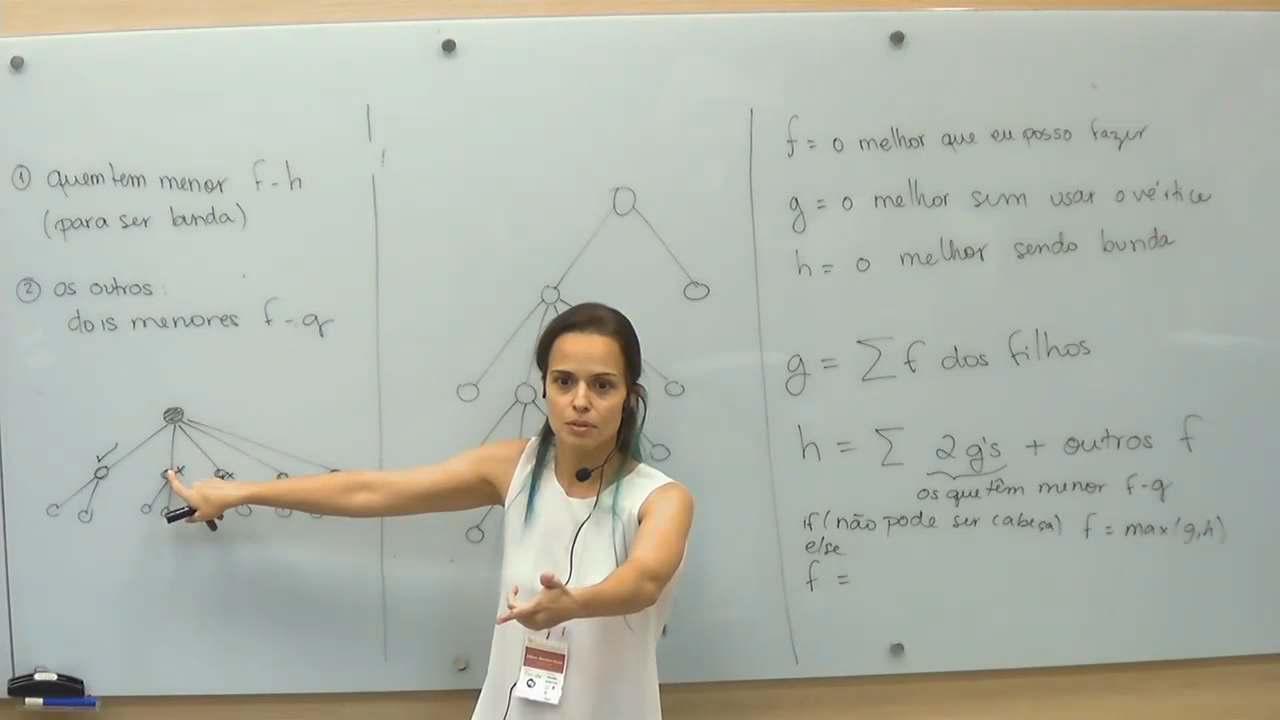 ① quem tem menor f-h
(para ser bunda)
② os outros:
dois menores f-g
f = o melhor que eu posso fazer
g = o melhor sem usar o vértice
h = o melhor sendo bunda
g = ∑ f dos filhos
h = ∑ 2g's + outros f
os que têm menor f-g
if (não pode ser cabeça) f = max(g,h)
else
f =